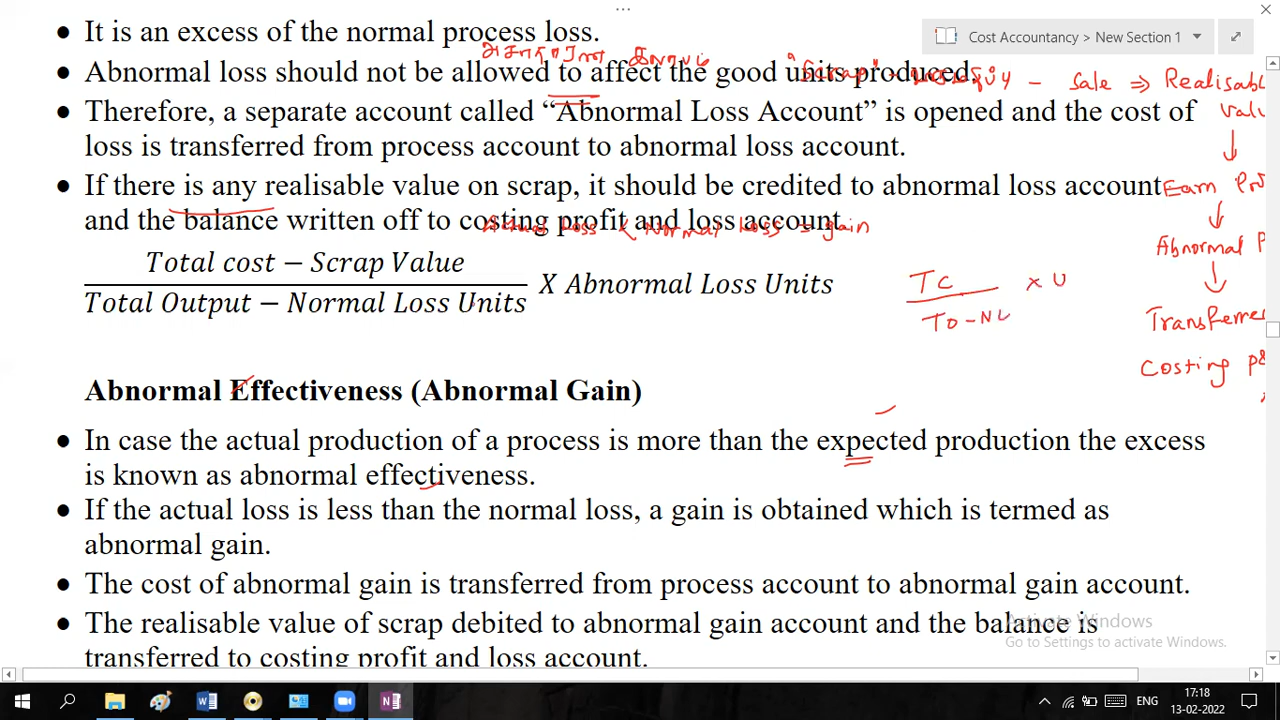 Cost Accountancy > New Section 1
It is an excess of the normal process loss.
Abnormal loss should not be allowed to affect the good units produced.
"Scrap" - - Sale ⇒ Realisabl
Therefore, a separate account called “Abnormal Loss Account” is opened and the cost of
loss is transferred from process account to abnormal loss account.
valu
↓
If there is any realisable value on scrap, it should be credited to abnormal loss account
and the balance written off to costing profit and loss account.
Earn Pro
↓
Actual Loss < Normal Loss = gain
Abnormal P
↓
Total cost − Scrap Value
Total Output − Normal Loss Units
X Abnormal Loss Units
TC
TO - NL
× U
Transferre
Costing P&
Abnormal Effectiveness (Abnormal Gain)
In case the actual production of a process is more than the expected production the excess
is known as abnormal effectiveness.
If the actual loss is less than the normal loss, a gain is obtained which is termed as
abnormal gain.
The cost of abnormal gain is transferred from process account to abnormal gain account.
The realisable value of scrap debited to abnormal gain account and the balance is
transferred to costing profit and loss account.
Activate Windows
Go to Settings to activate Windows.
ENG
17:18
13-02-2022